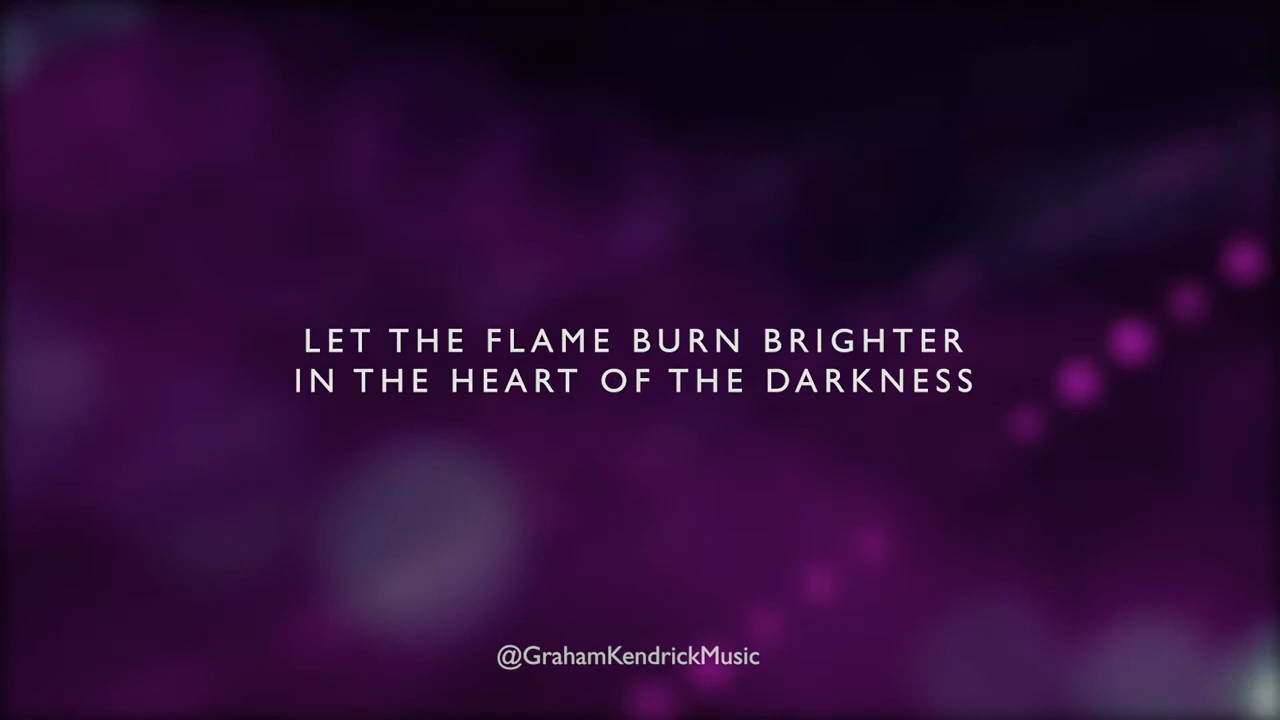 LET THE FLAME BURN BRIGHTER
IN THE HEART OF THE DARKNESS
@GrahamKendrickMusic